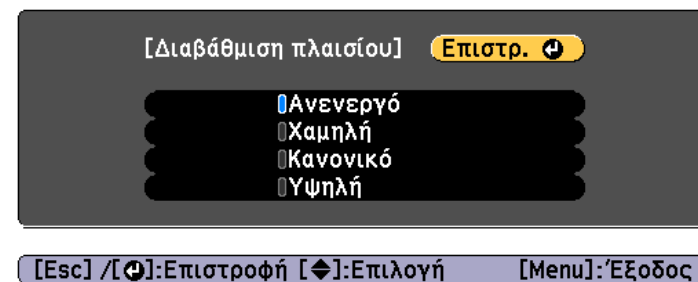 [Διαβάθμιση πλαισίου] Επιστρ.
Ανενεργό
Χαμηλή
Κανονικό
Υψηλή
[Esc] /[⏎]:Επιστροφή [◆]:Επιλογή [Menu]:Έξοδος